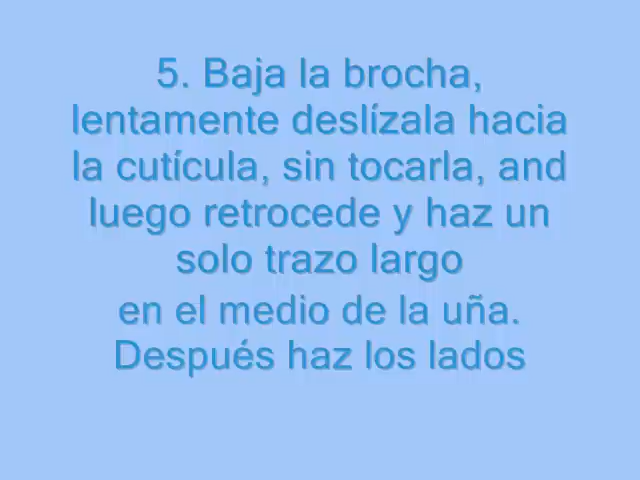 5. Baja la brocha,
lentamente deslízala hacia
la cutícula, sin tocarla, and
luego retrocede y haz un
solo trazo largo
en el medio de la uña.
Después haz los lados